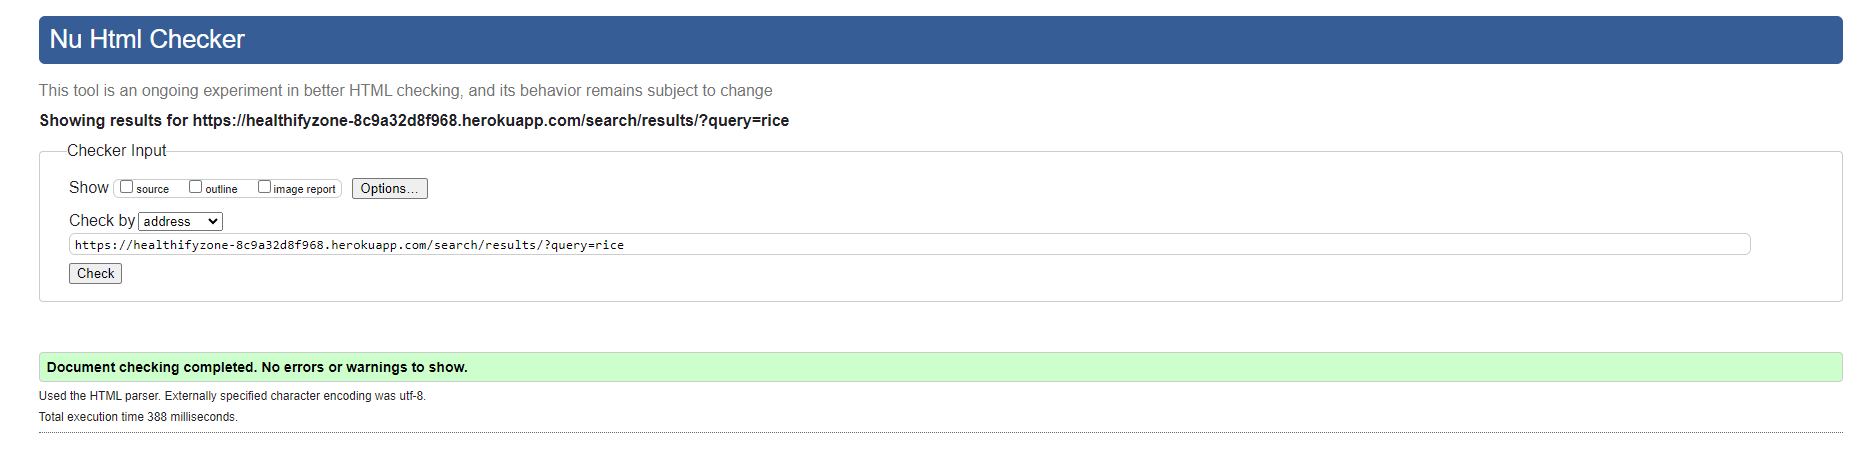 Nu Html Checker
This tool is an ongoing experiment in better HTML checking, and its behavior remains subject to change
Showing results for https://healthifyzone-8c9a32d8f968.herokuapp.com/search/results/?query=rice
Checker Input
Show source outline image report Options...
Check by address
https://healthifyzone-8c9a32d8f968.herokuapp.com/search/results/?query=rice
Check
Document checking completed. No errors or warnings to show.
Used the HTML parser. Externally specified character encoding was utf-8.
Total execution time 388 milliseconds.